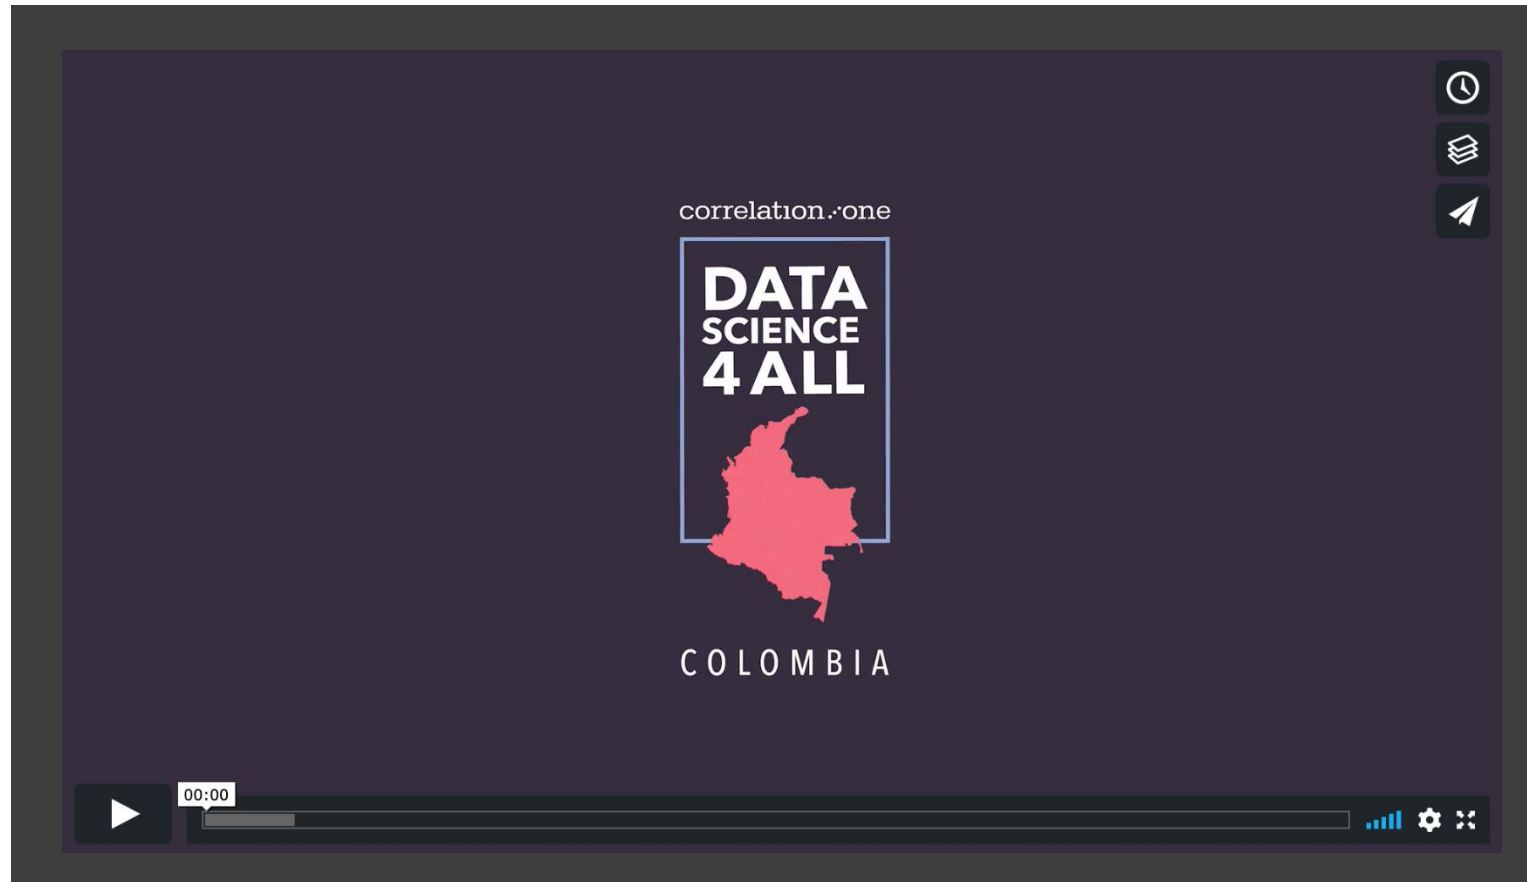 correlation one
DATA
SCIENCE
4 ALL
COLOMBIA
00:00